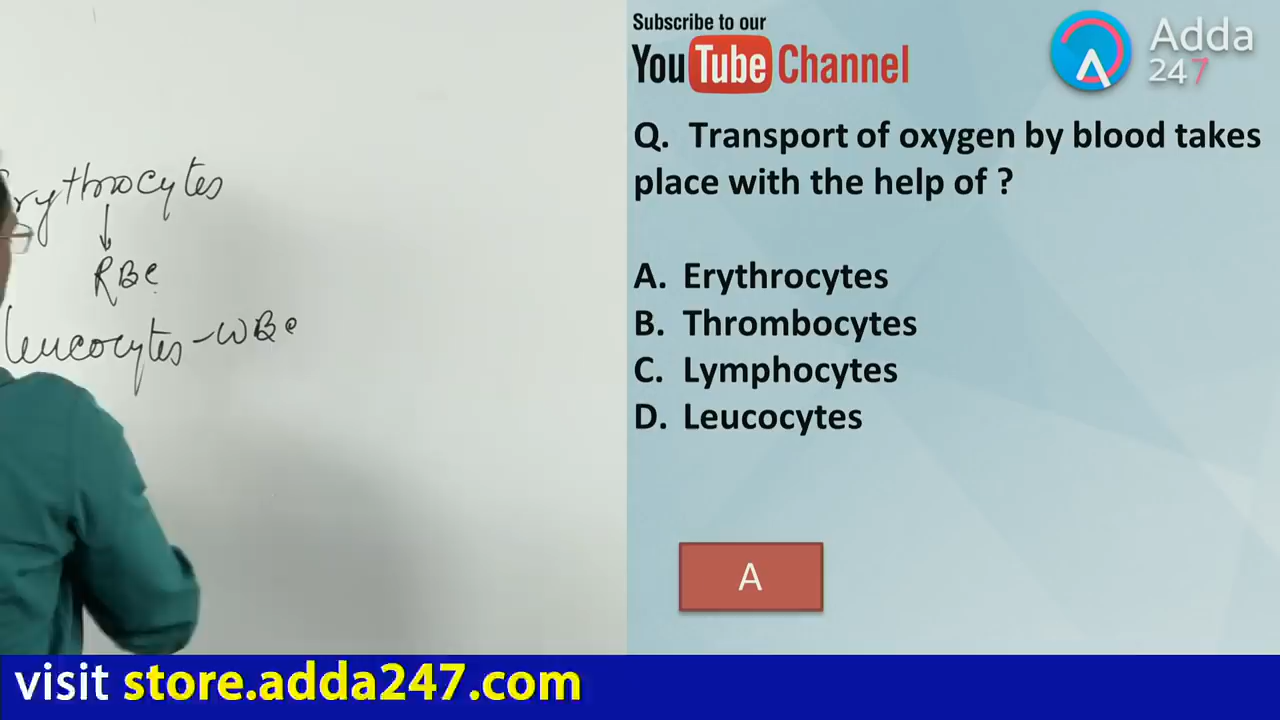 Erythrocytes
RBC
Leucocytes - WBC
Subscribe to our
YouTube Channel
Adda
247
Q. Transport of oxygen by blood takes
place with the help of ?
A. Erythrocytes
B. Thrombocytes
C. Lymphocytes
D. Leucocytes
A
visit store.adda247.com